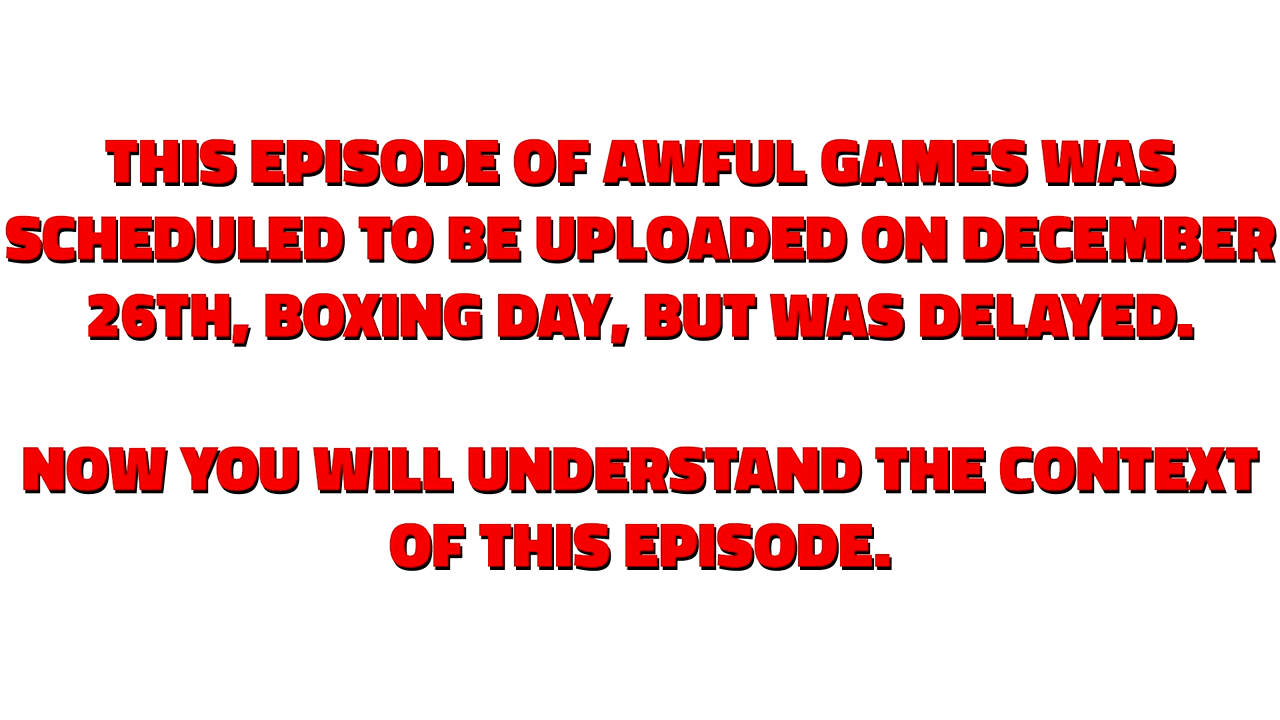 THIS EPISODE OF AWFUL GAMES WAS
SCHEDULED TO BE UPLOADED ON DECEMBER
26TH, BOXING DAY, BUT WAS DELAYED.
NOW YOU WILL UNDERSTAND THE CONTEXT
OF THIS EPISODE.